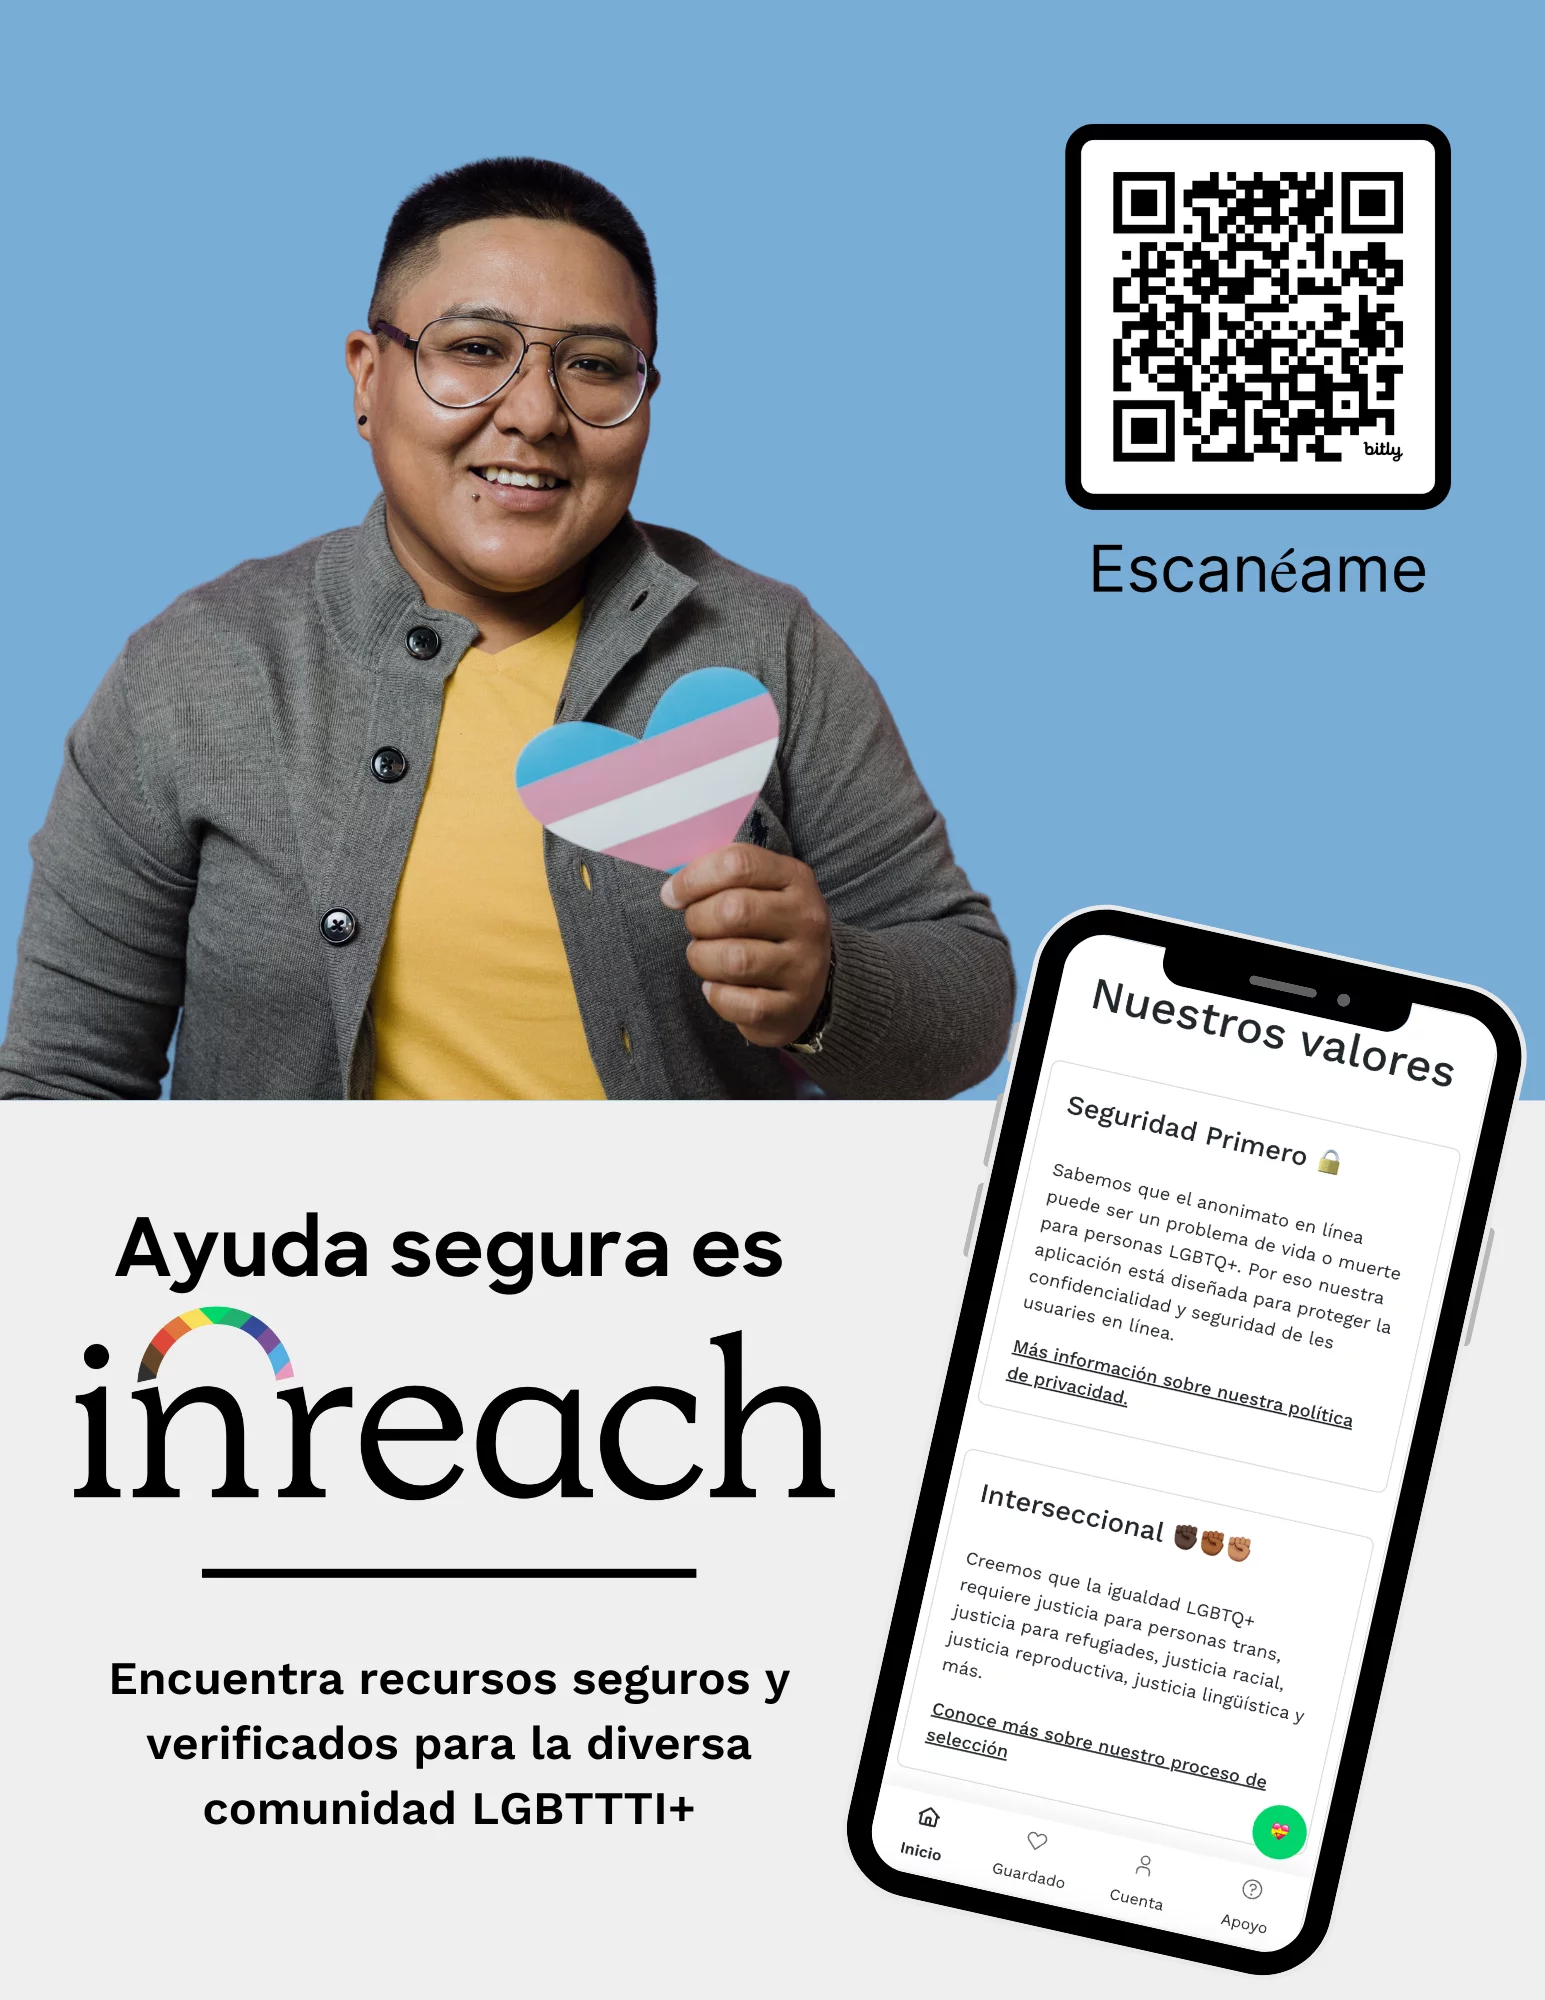 bitly
Escanéame
Nuestros valores
Seguridad Primero
Sabemos que el anonimato en línea
puede ser un problema de vida o muerte
para personas LGBTQ+. Por eso nuestra
aplicación está diseñada para proteger la
confidencialidad y seguridad de les
usuaries en línea.
Más información sobre nuestra política
de privacidad.
Interseccional
Creemos que la igualdad LGBTQ+
requiere justicia para personas trans,
justicia para refugiades, justicia racial,
justicia reproductiva, justicia lingüística y
más.
Conoce más sobre nuestro proceso de
selección
Inicio
Guardado
Cuenta
Apoyo
Ayuda segura es
inreach
Encuentra recursos seguros y
verificados para la diversa
comunidad LGBTTTI+